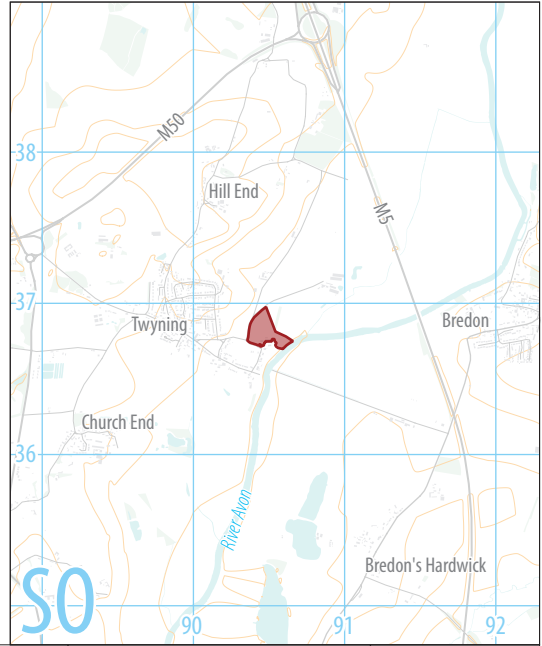 M50
38
Hill End
M5
37
Twyning
Bredon
Church End
36
River Avon
Bredon's Hardwick
SO
90
91
92